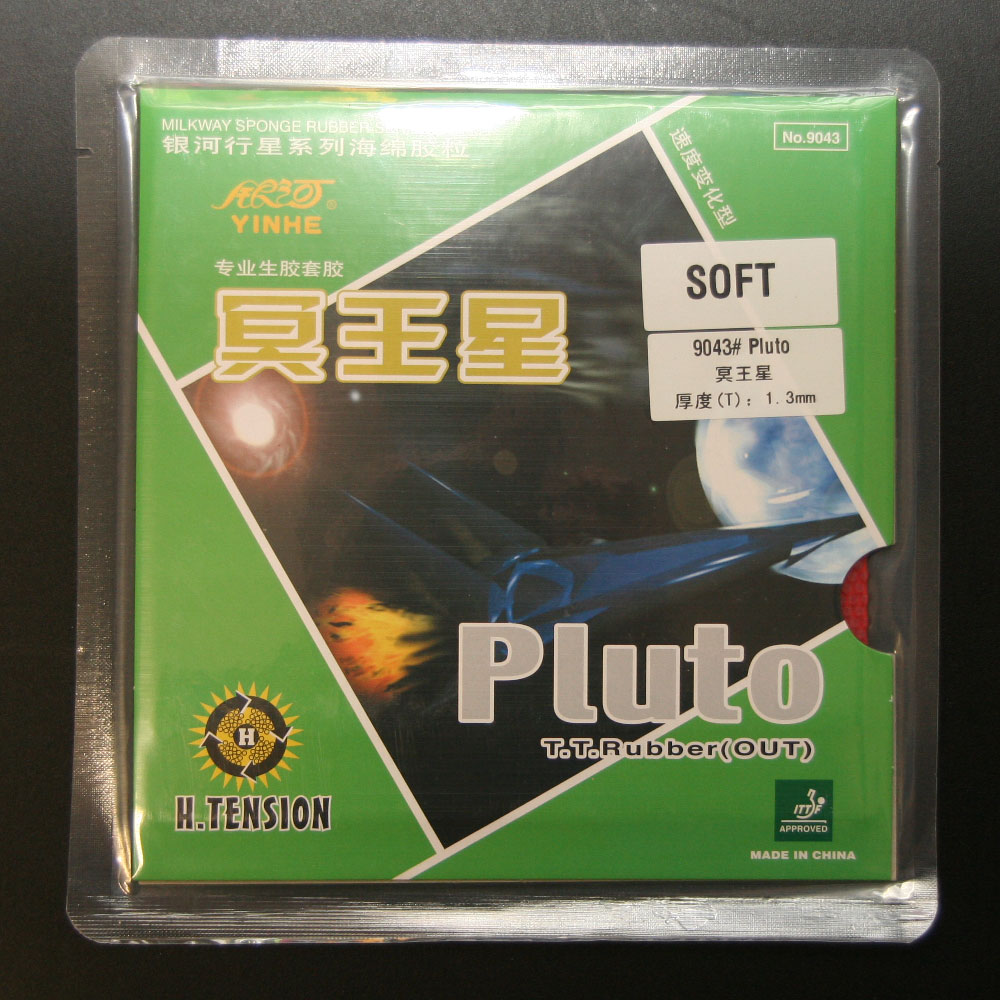 MILKWAY SPONGE RUBBER
银河行星系列海绵胶粒
No.9043
速度变化型
银河®
YINHE
专业生胶套胶
冥王星
SOFT
9043# Pluto
冥王星
厚度(T): 1.3mm
Pluto
T.T.Rubber(OUT)
H
H.TENSION
ITTF
APPROVED
MADE IN CHINA